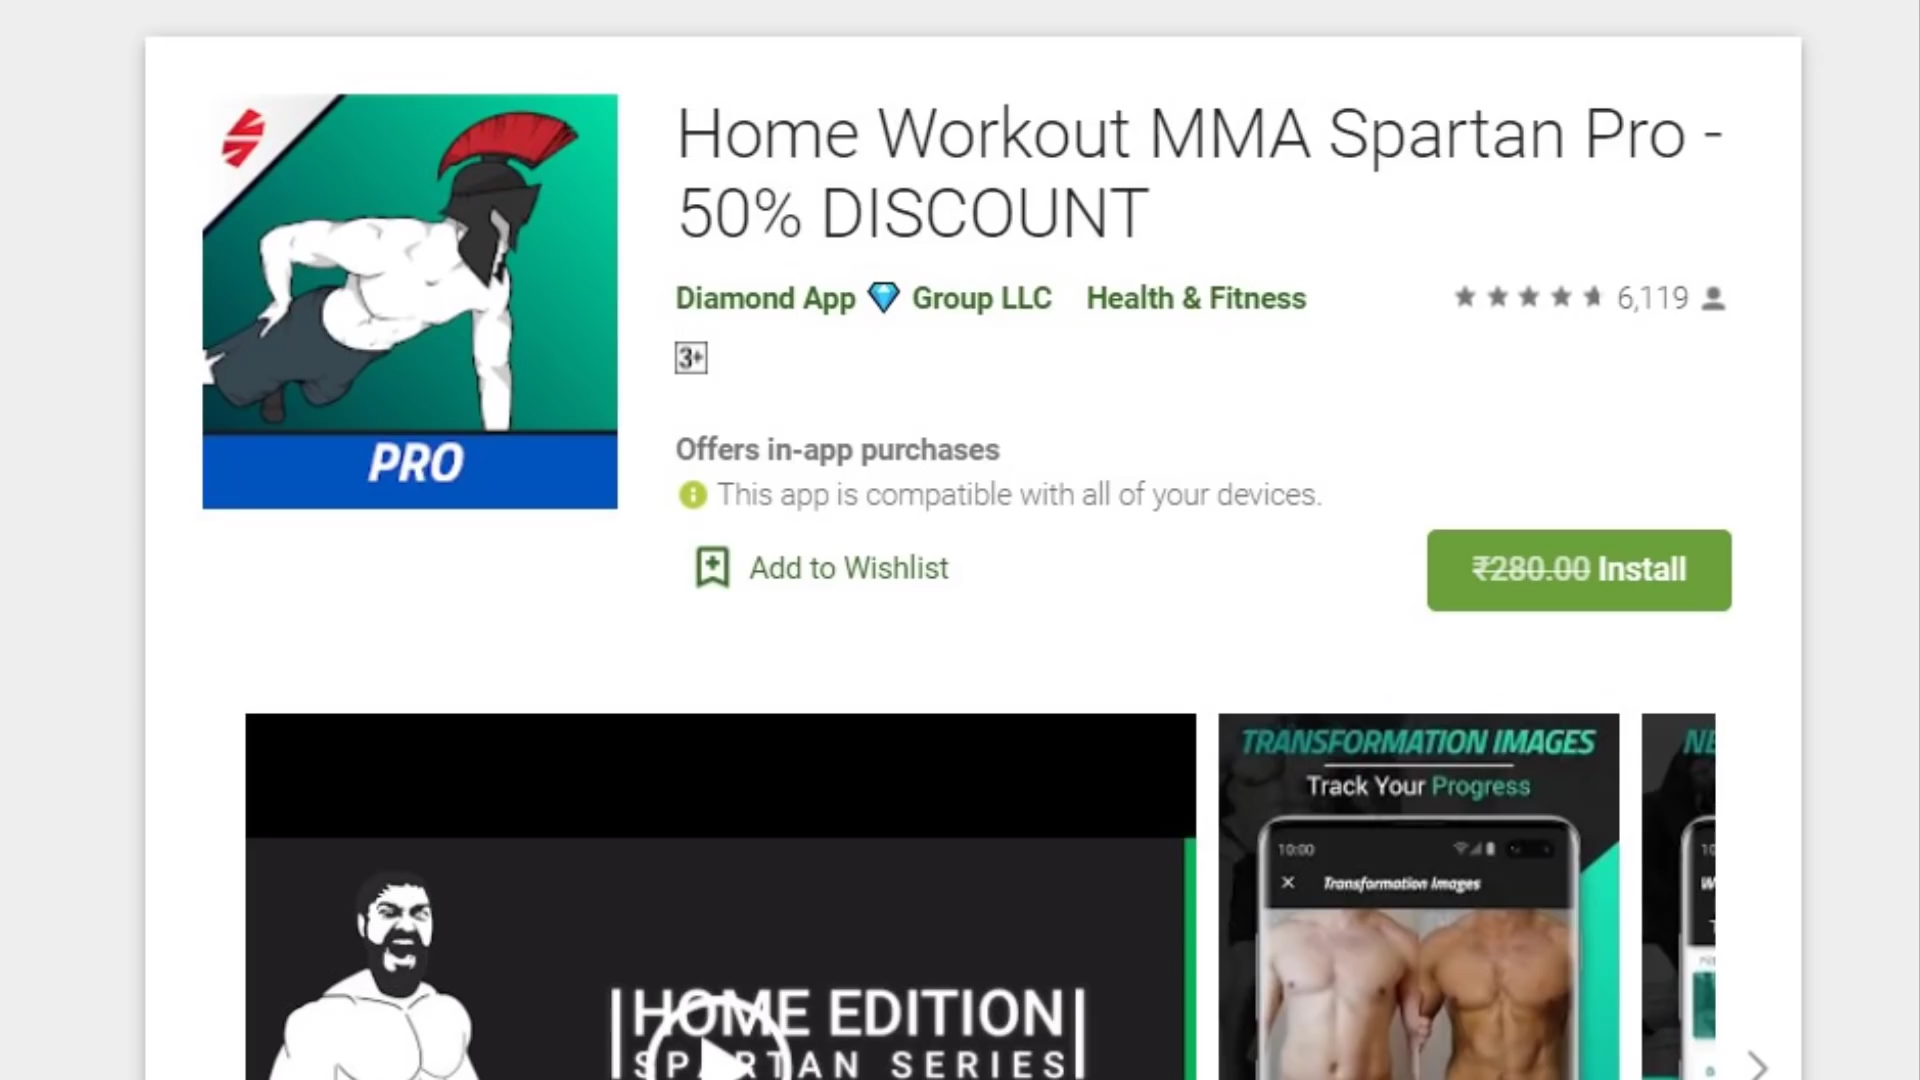 Home Workout MMA Spartan Pro -
50% DISCOUNT
Diamond App 💎 Group LLC Health & Fitness 6,119
3+
PRO
Offers in-app purchases
This app is compatible with all of your devices.
Add to Wishlist
₹280.00 Install
TRANSFORMATION IMAGES
Track Your Progress
10:00
Transformation Images
HOME EDITION
SPARTAN SERIES